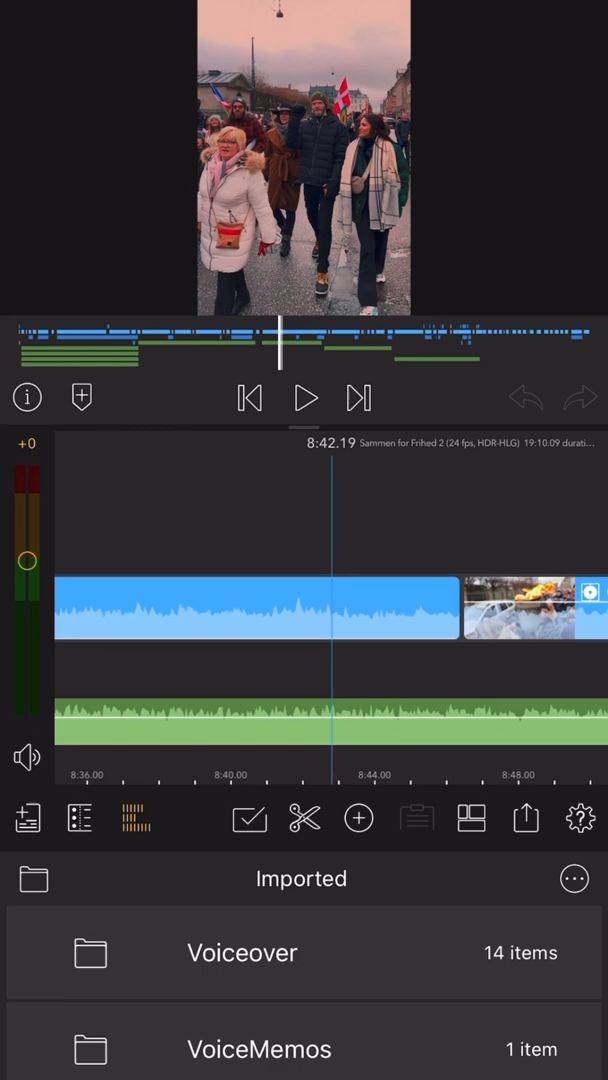 +0
8:42.19 Sammen for Frihed 2 (24 fps, HDR-HLG) 19:10.09 durati...
8:36.00 8:40.00 8:44.00 8:48.00
Imported
Voiceover 14 items
VoiceMemos 1 item